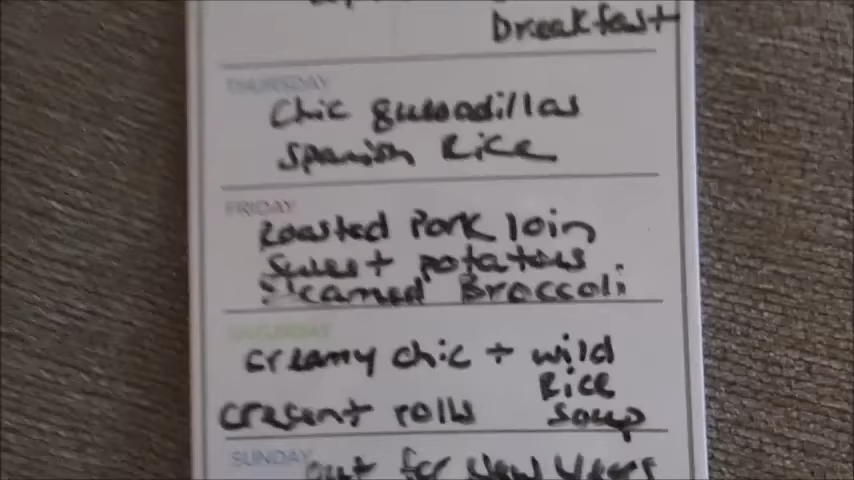 breakfast
THURSDAY
Chic quesadillas
Spanish Rice
FRIDAY
Roasted Pork loin
Sweet potatoes
Steamed Broccoli
SATURDAY
creamy chic + wild
Rice
cresent rolls soup
SUNDAY
out for New Years